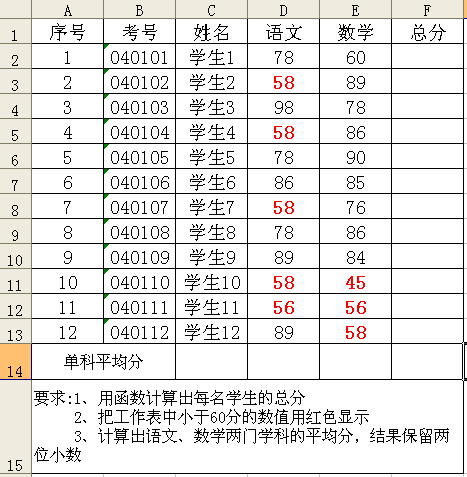 A B C D E F
1 序号 考号 姓名 语文 数学 总分
2 1 040101 学生1 78 60
3 2 040102 学生2 58 89
4 3 040103 学生3 98 78
5 4 040104 学生4 58 86
6 5 040105 学生5 78 90
7 6 040106 学生6 86 85
8 7 040107 学生7 58 76
9 8 040108 学生8 78 86
10 9 040109 学生9 89 84
11 10 040110 学生10 58 45
12 11 040111 学生11 56 56
13 12 040112 学生12 89 58
14 单科平均分
要求:1、用函数计算出每名学生的总分
2、把工作表中小于60分的数值用红色显示
3、计算出语文、数学两门学科的平均分，结果保留两
15 位小数